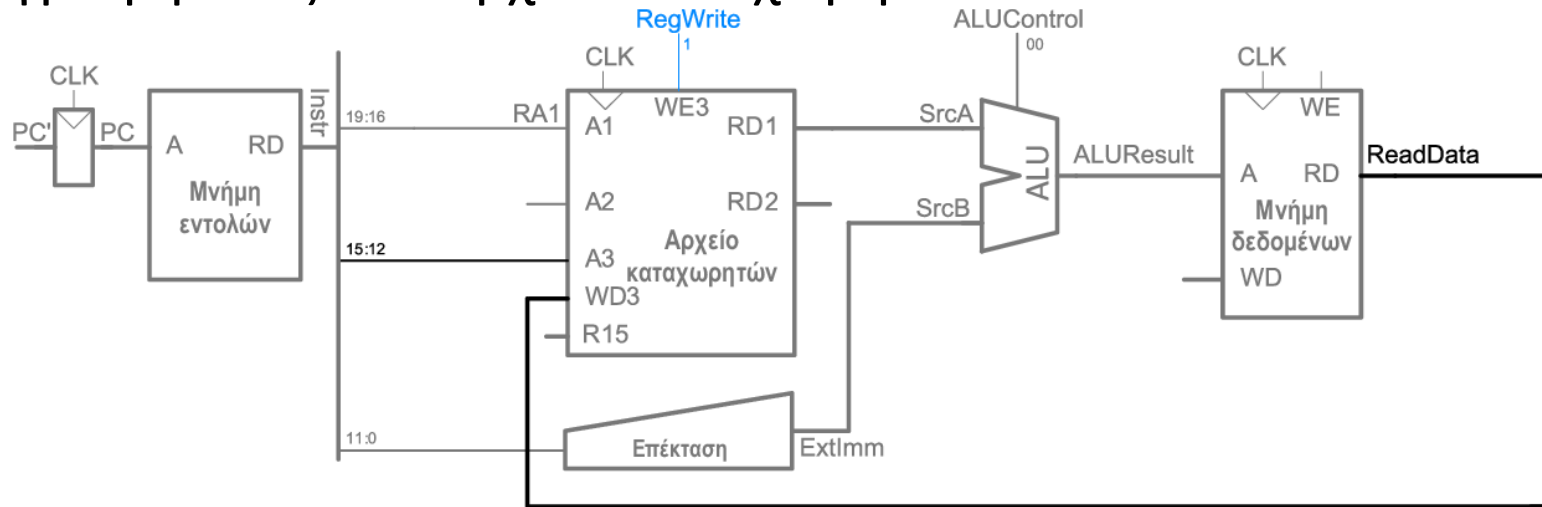 RegWrite
ALUControl
1
00
CLK
CLK
CLK
PC'
PC
A
RD
Μνήμη
εντολών
Instr
19:16
RA1
A1
WE3
RD1
A2
RD2
15:12
A3
Αρχείο
καταχωρητών
WD3
R15
11:0
Επέκταση
ExtImm
SrcA
SrcB
ALU
ALUResult
WE
A
RD
Μνήμη
δεδομένων
WD
ReadData